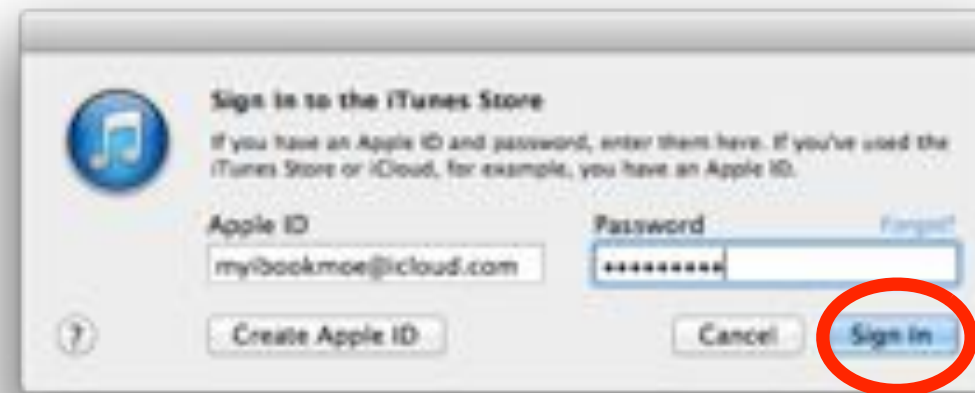 Sign In to the iTunes Store
If you have an Apple ID and password, enter them here. If you've used the
iTunes Store or iCloud, for example, you have an Apple ID.
Apple ID Password Forgot?
myibookmoe@icloud.com •••••••••
? Create Apple ID Cancel Sign In